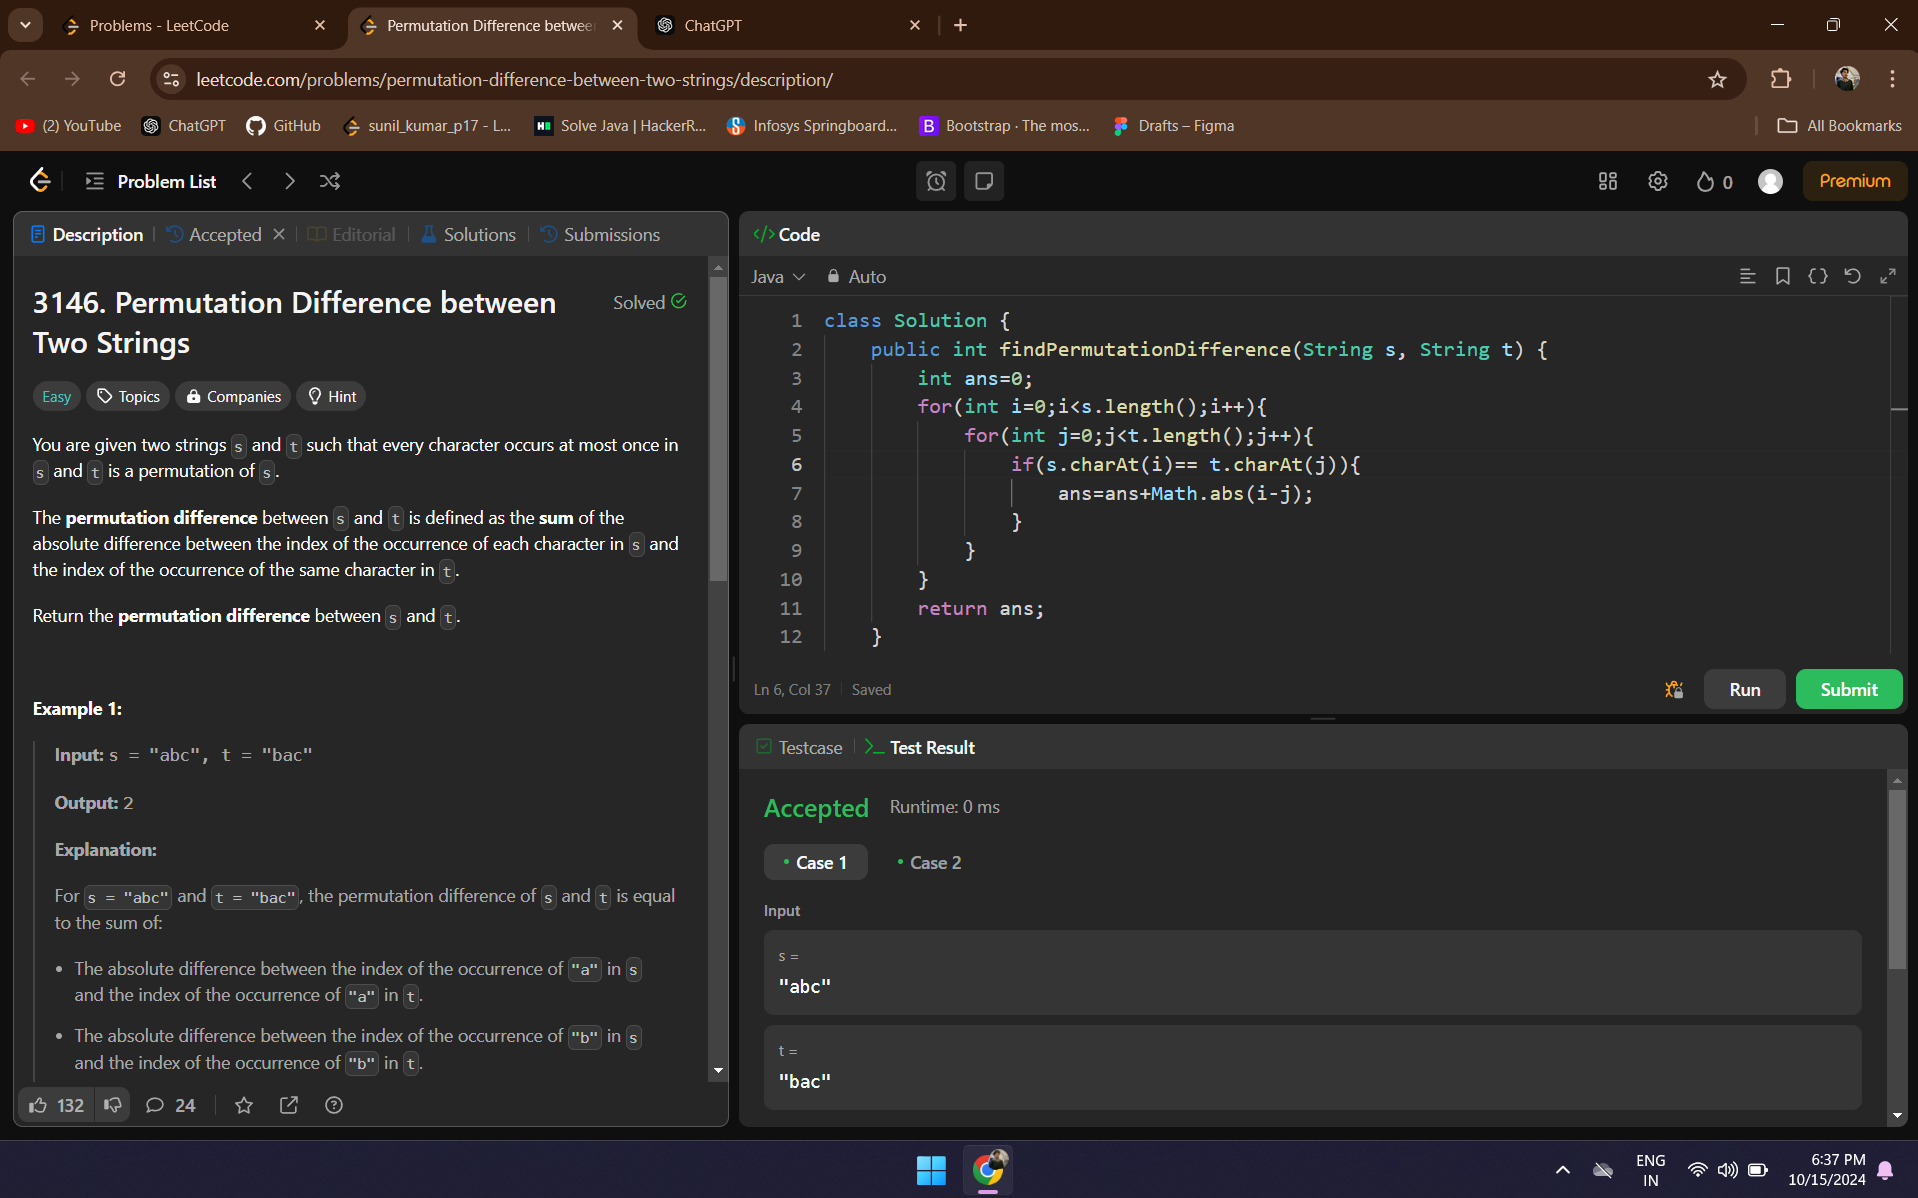 Problems - LeetCode
Permutation Difference betwee
ChatGPT
leetcode.com/problems/permutation-difference-between-two-strings/description/
(2) YouTube
ChatGPT
GitHub
sunil_kumar_p17 - L...
Solve Java | HackerR...
Infosys Springboard...
Bootstrap · The mos...
Drafts – Figma
All Bookmarks
Problem List
0
Premium
Description
Accepted
Editorial
Solutions
Submissions
3146. Permutation Difference between
Two Strings
Solved
Easy
Topics
Companies
Hint
You are given two strings s and t such that every character occurs at most once in
s and t is a permutation of s.
The permutation difference between s and t is defined as the sum of the
absolute difference between the index of the occurrence of each character in s and
the index of the occurrence of the same character in t.
Return the permutation difference between s and t.
Example 1:
Input: s = "abc", t = "bac"
Output: 2
Explanation:
For s = "abc" and t = "bac", the permutation difference of s and t is equal
to the sum of:
• The absolute difference between the index of the occurrence of "a" in s
and the index of the occurrence of "a" in t.
• The absolute difference between the index of the occurrence of "b" in s
and the index of the occurrence of "b" in t.
132
24
</> Code
Java
Auto
1 class Solution {
2 public int findPermutationDifference(String s, String t) {
3 int ans=0;
4 for(int i=0;i<s.length();i++){
5 for(int j=0;j<t.length();j++){
6 if(s.charAt(i)== t.charAt(j)){
7 ans=ans+Math.abs(i-j);
8 }
9 }
10 }
11 return ans;
12 }
Ln 6, Col 37
Saved
Run
Submit
Testcase
Test Result
Accepted
Runtime: 0 ms
• Case 1
• Case 2
Input
s =
"abc"
t =
"bac"
ENG
IN
6:37 PM
10/15/2024